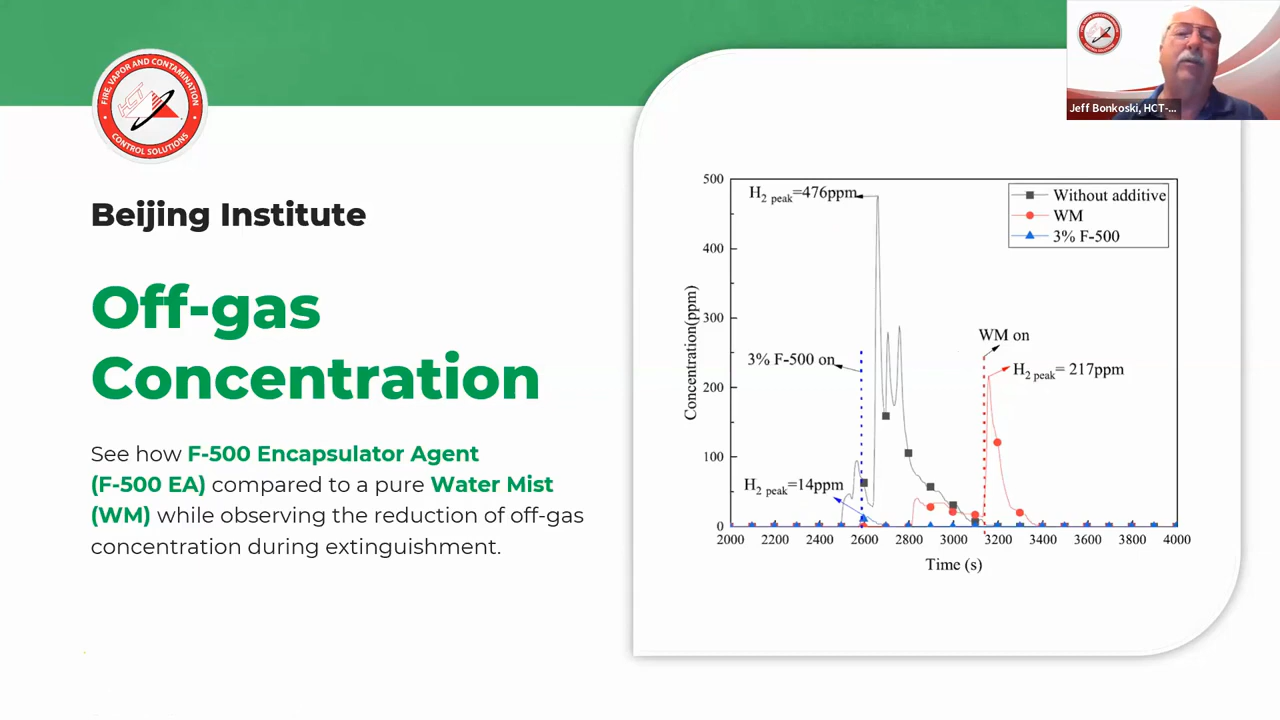 FIRE, VAPOR AND CONTAMINATION
HCT
CONTROL SOLUTIONS
Beijing Institute
Off-gas
Concentration
See how F-500 Encapsulator Agent
(F-500 EA) compared to a pure Water Mist
(WM) while observing the reduction of off-gas
concentration during extinguishment.
Jeff Bonkoski, HCT-...
H2 peak=476ppm
Without additive
WM
3% F-500
3% F-500 on
WM on
H2 peak= 217ppm
H2 peak=14ppm
Concentration(ppm)
500
400
300
200
100
0
2000 2200 2400 2600 2800 3000 3200 3400 3600 3800 4000
Time (s)